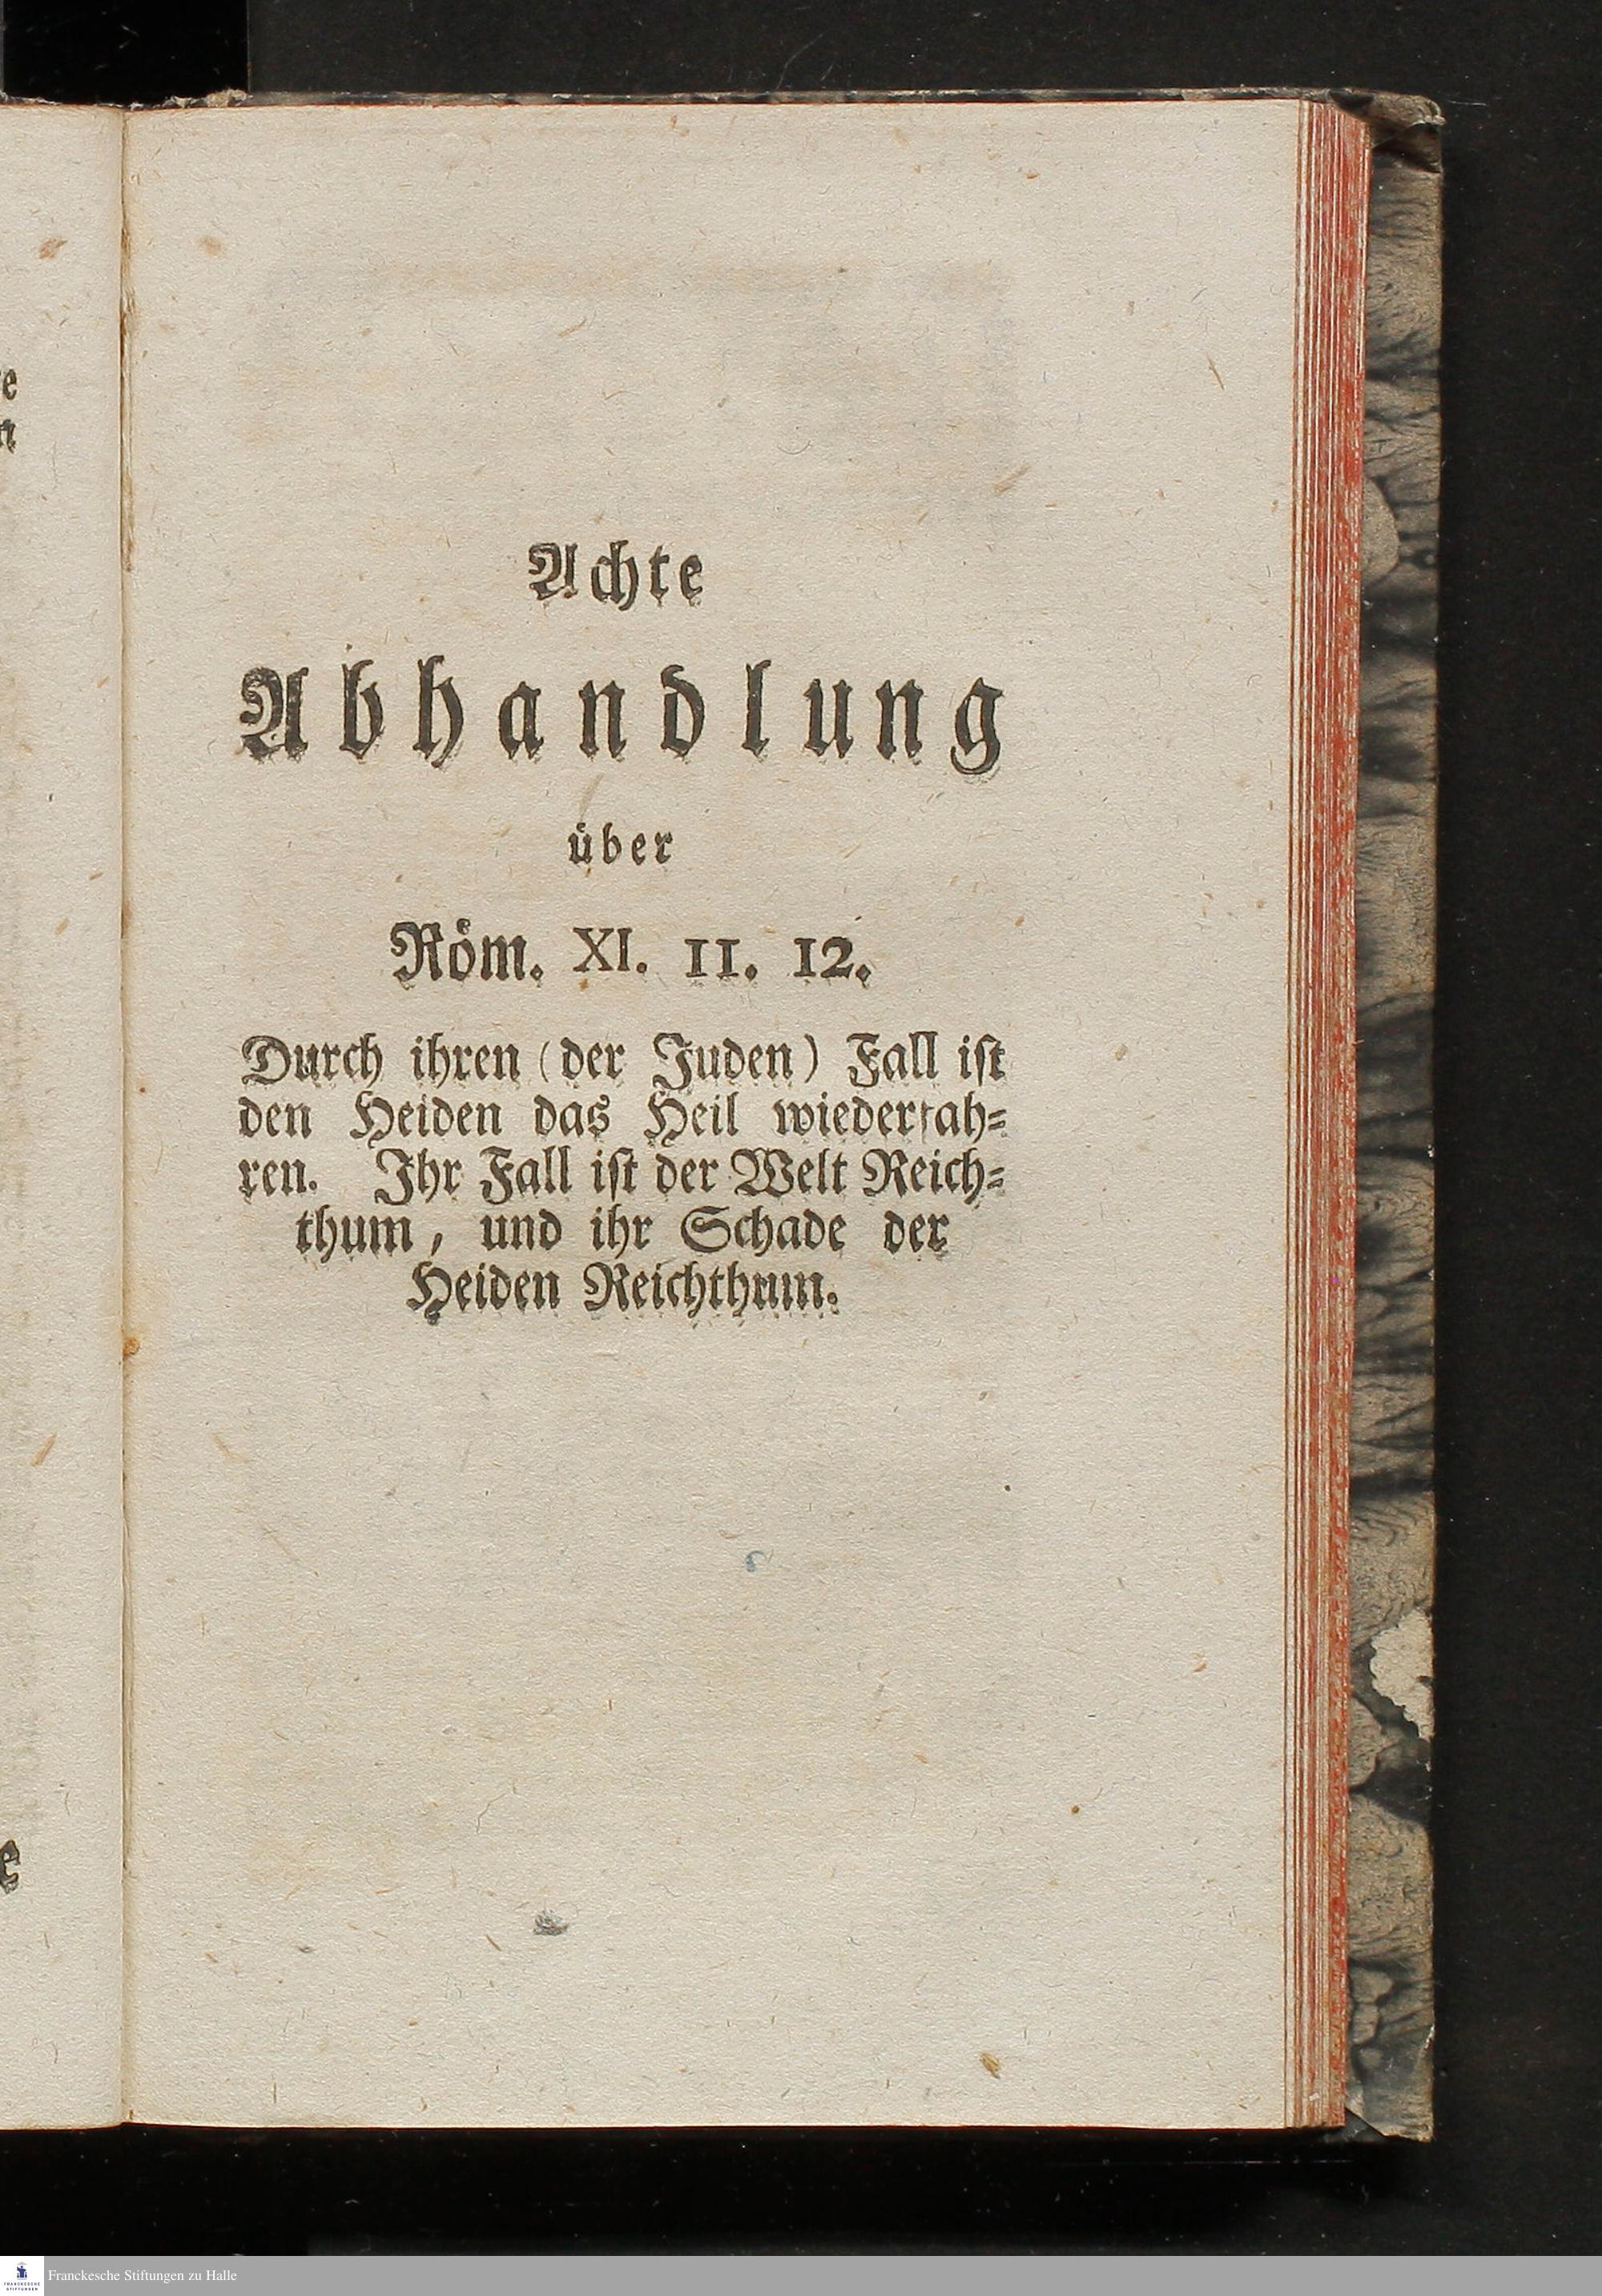 Achte
Abhandlung
über
Röm. XI. 11. 12.
Durch ihren (der Juden) Fall ist
den Heiden das Heil wiederfah-
ren. Ihr Fall ist der Welt Reich-
thum, und ihr Schade der
Heiden Reichthum.
Franckesche Stiftungen zu Halle